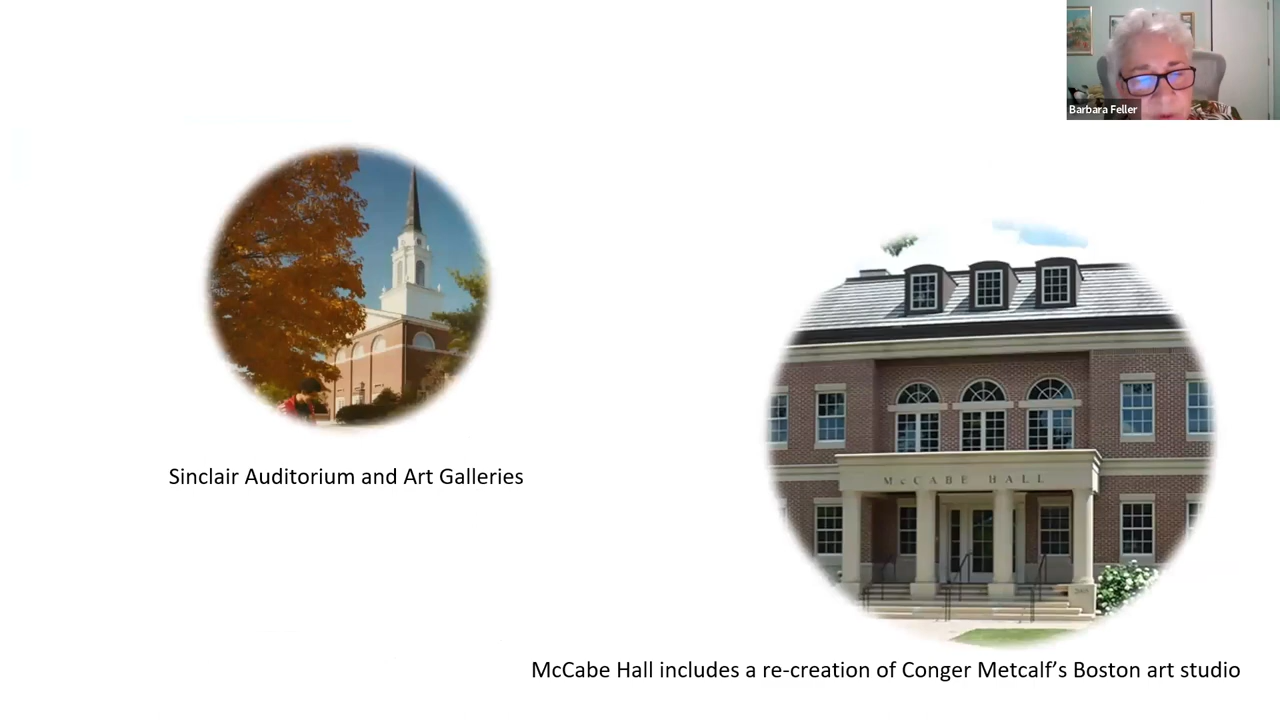 Barbara Feller
Sinclair Auditorium and Art Galleries
McCABE HALL
McCabe Hall includes a re-creation of Conger Metcalf’s Boston art studio